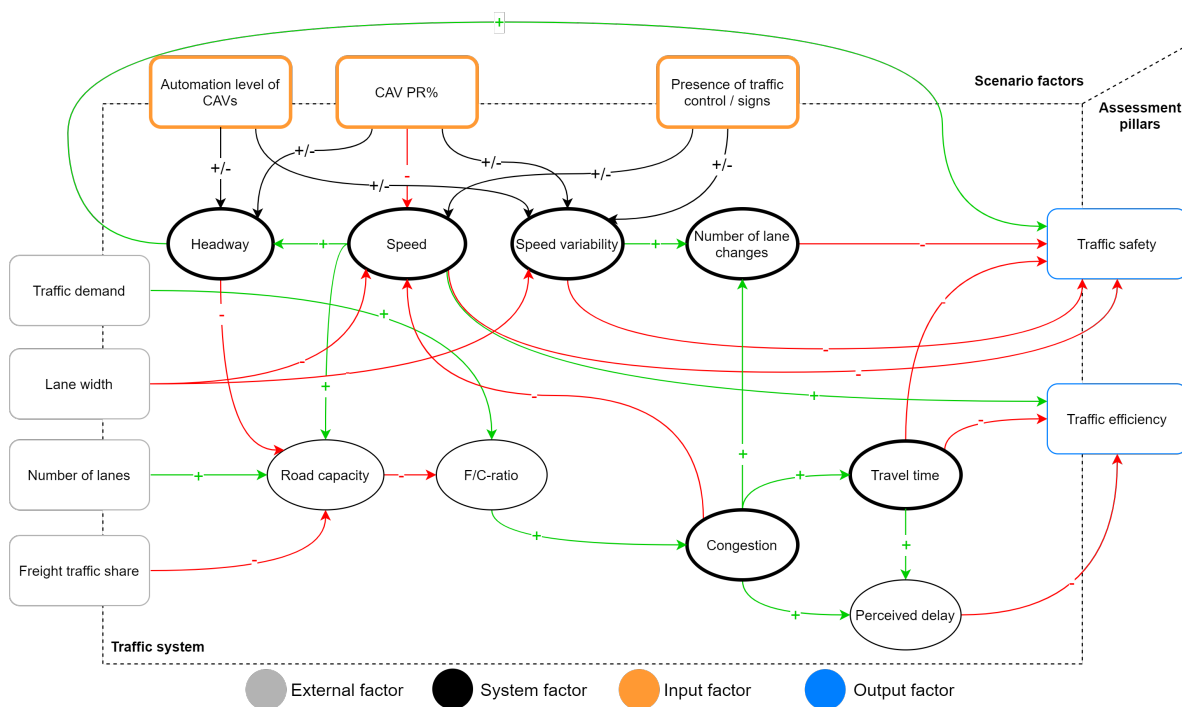 +
Scenario factors
Assessment
pillars
Automation level of
CAVs
CAV PR%
Presence of traffic
control / signs
+/-
+/-
-
+/-
+/-
+/-
+/-
Headway
+
Speed
Speed variability
+
Number of lane
changes
-
Traffic safety
Traffic demand
-
+
-
-
-
Lane width
-
-
+
-
+
-
Traffic efficiency
Number of lanes
+
Road capacity
-
F/C-ratio
+
+
Travel time
Freight traffic share
-
+
Congestion
+
+
Perceived delay
-
Traffic system
External factor
System factor
Input factor
Output factor